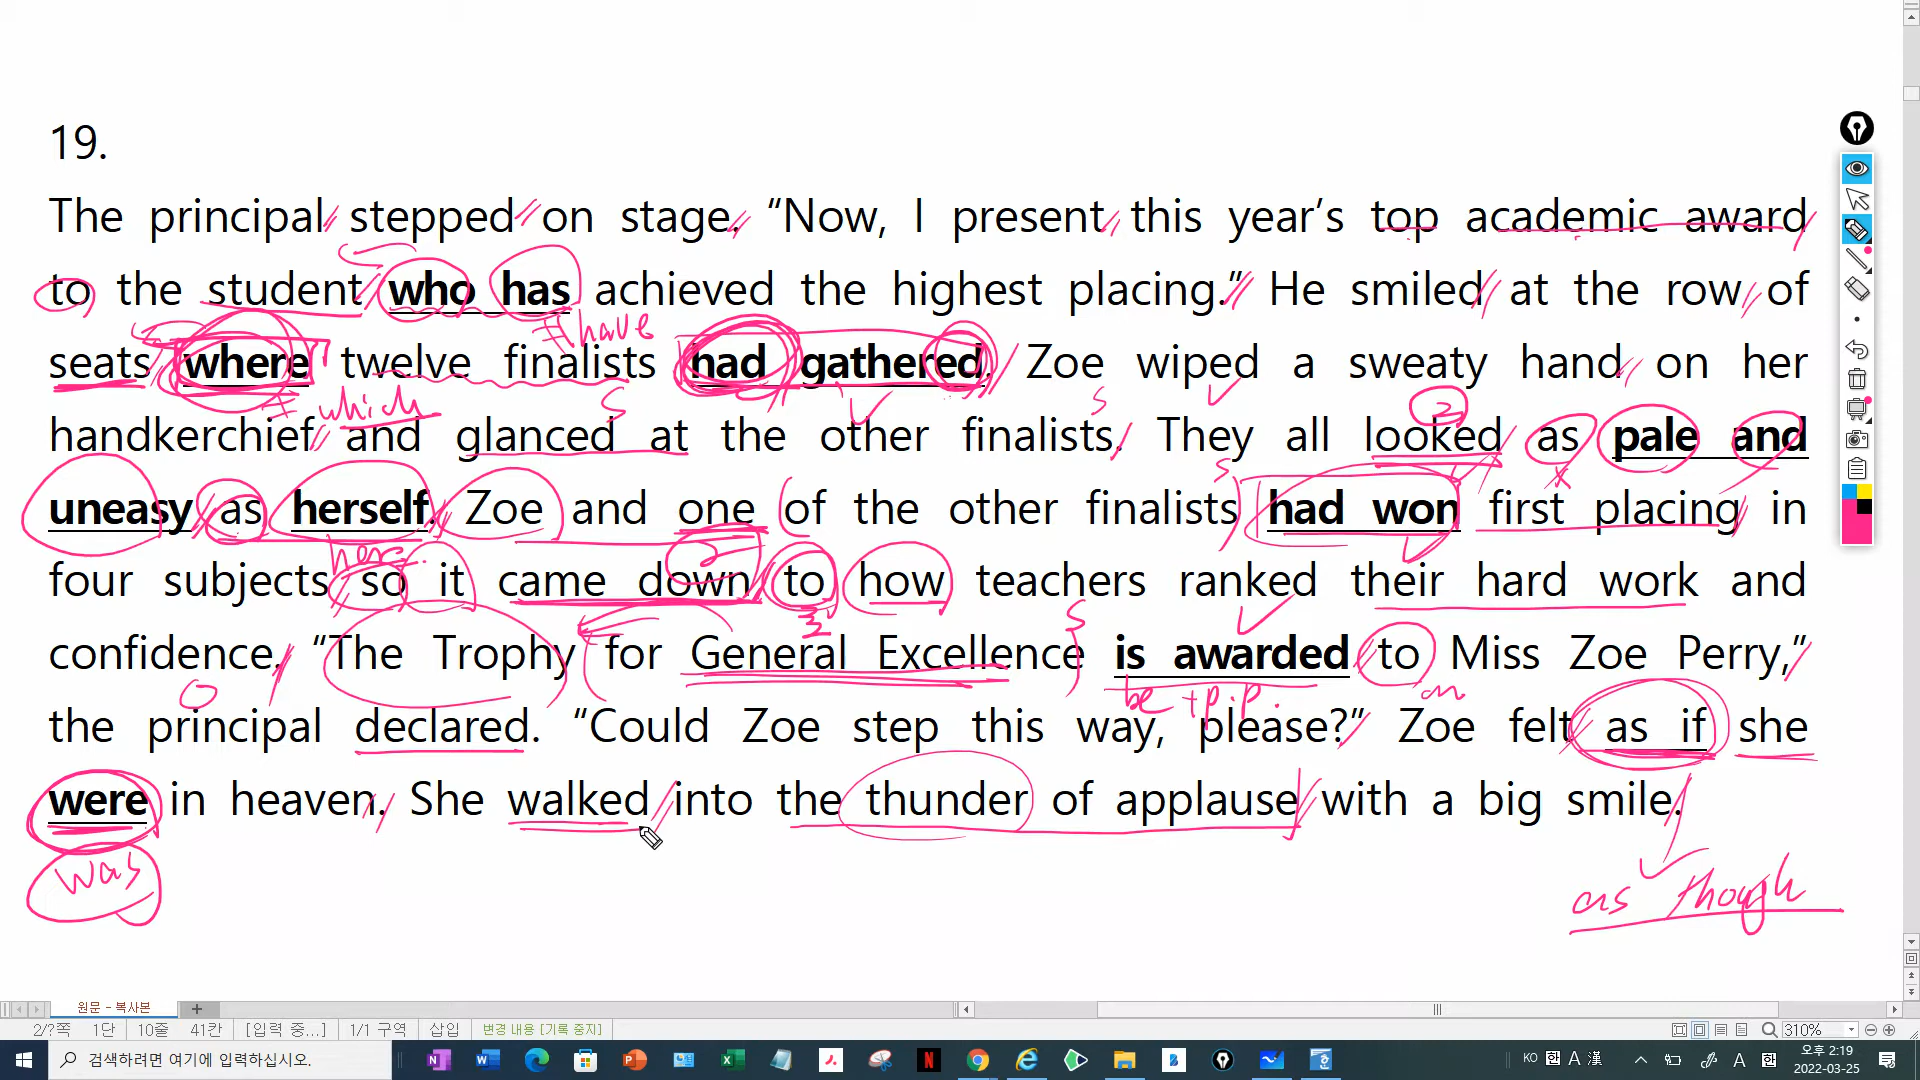 19.
The principal stepped on stage. “Now, I present this year’s top academic award
to the student who has achieved the highest placing.” He smiled at the row of
≠ have
seats where twelve finalists had gathered. Zoe wiped a sweaty hand on her
≠ which
S
S
2
handkerchief and glanced at the other finalists. They all looked as pale and
uneasy as herself. Zoe and one of the other finalists had won first placing in
hers
four subjects so it came down to how teachers ranked their hard work and
confidence. “The Trophy for General Excellence is awarded to Miss Zoe Perry,”
be + p.p.
the principal declared. “Could Zoe step this way, please?” Zoe felt as if she
were in heaven. She walked into the thunder of applause with a big smile.
was
as though
원문 - 복사본
2/?쪽 1단 10줄 41칸 [입력 중...] 1/1 구역 삽입 변경 내용 [기록 중지] 310%
검색하려면 여기에 입력하십시오.
KO 한 A 漢 A 한
오후 2:19
2022-03-25